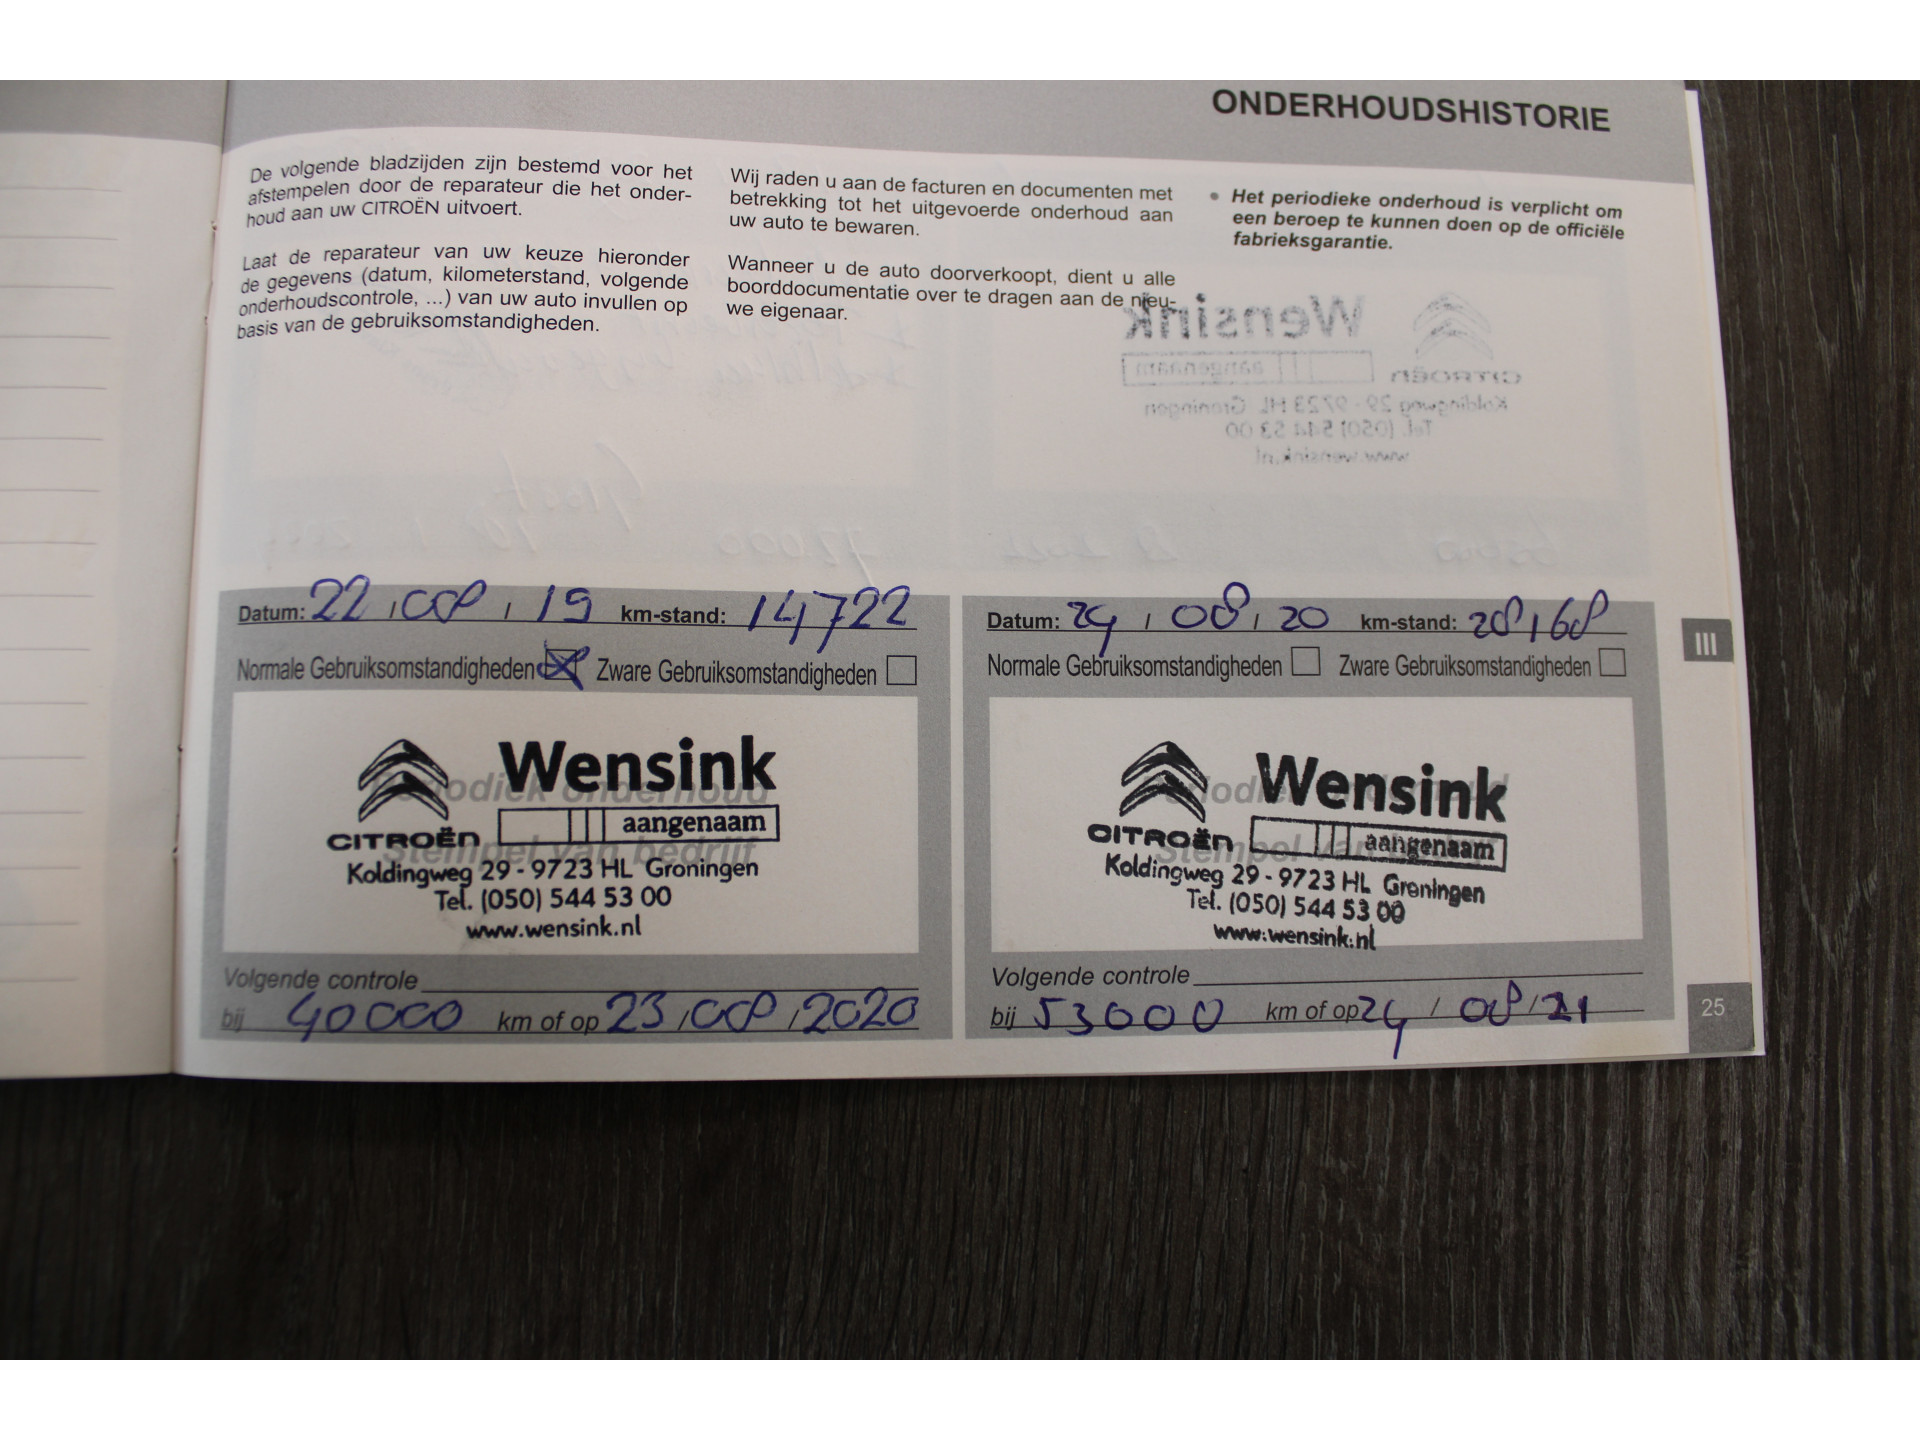 ONDERHOUDSHISTORIE
De volgende bladzijden zijn bestemd voor het
afstempelen door de reparateur die het onder-
houd aan uw CITROËN uitvoert.
Laat de reparateur van uw keuze hieronder
de gegevens (datum, kilometerstand, volgende
onderhoudscontrole, ...) van uw auto invullen op
basis van de gebruiksomstandigheden.
Wij raden u aan de facturen en documenten met
betrekking tot het uitgevoerde onderhoud aan
uw auto te bewaren.
Wanneer u de auto doorverkoopt, dient u alle
boorddocumentatie over te dragen aan de nieu-
we eigenaar.
• Het periodieke onderhoud is verplicht om
een beroep te kunnen doen op de officiële
fabrieksgarantie.
Datum: 22 / 08 / 19 km-stand: 14722
Normale Gebruiksomstandigheden Zware Gebruiksomstandigheden
Periodiek onderhoud
Stempel van bedrijf
Wensink
CITROËN aangenaam
Koldingweg 29 - 9723 HL Groningen
Tel. (050) 544 53 00
www.wensink.nl
Volgende controle
bij 40000 km of op 23 / 08 / 2020
Datum: 24 / 08 / 20 km-stand: 28168
Normale Gebruiksomstandigheden Zware Gebruiksomstandigheden
Wensink
CITROËN aangenaam
Koldingweg 29 - 9723 HL Groningen
Tel. (050) 544 53 00
www.wensink.nl
Volgende controle
bij 53000 km of op 24 / 08 / 21
III
25